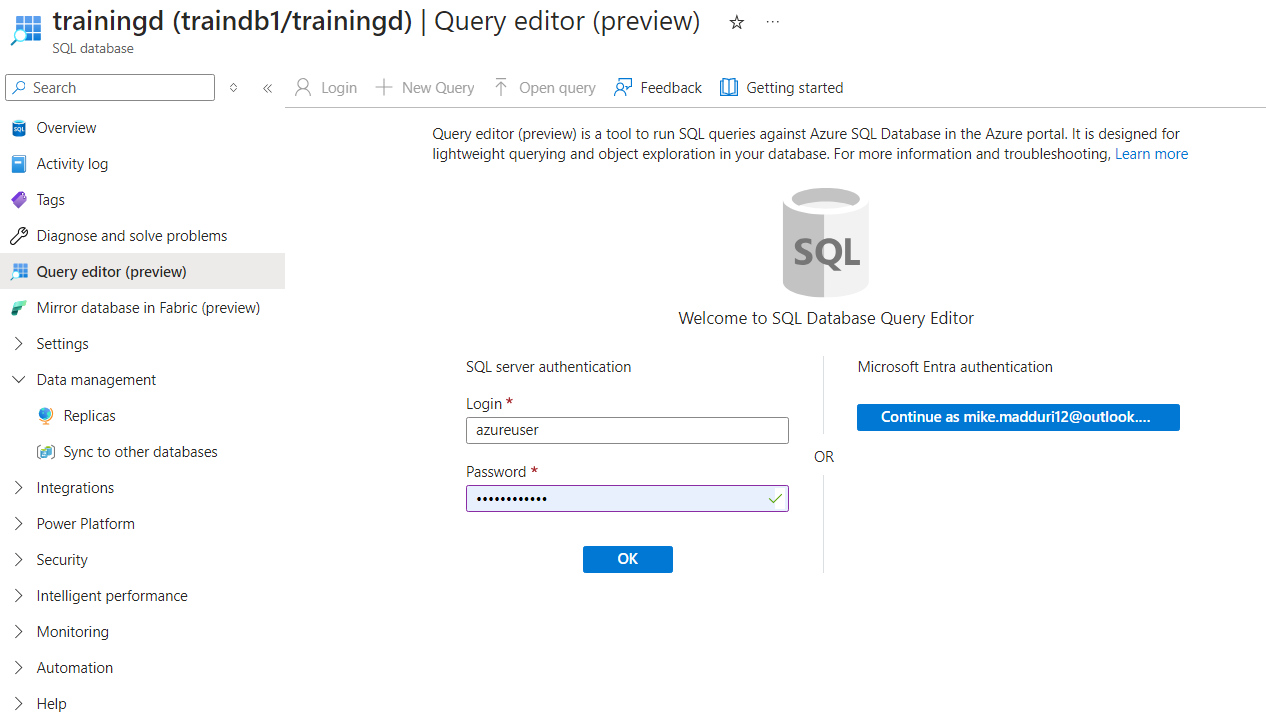 trainingd (traindb1/trainingd) | Query editor (preview)
SQL database
Search
Login
New Query
Open query
Feedback
Getting started
Overview
Activity log
Tags
Diagnose and solve problems
Query editor (preview)
Mirror database in Fabric (preview)
Settings
Data management
Replicas
Sync to other databases
Integrations
Power Platform
Security
Intelligent performance
Monitoring
Automation
Help
Query editor (preview) is a tool to run SQL queries against Azure SQL Database in the Azure portal. It is designed for
lightweight querying and object exploration in your database. For more information and troubleshooting, Learn more
SQL
Welcome to SQL Database Query Editor
SQL server authentication
Login *
azureuser
Password *
••••••••••••
OK
OR
Microsoft Entra authentication
Continue as mike.madduri12@outlook....